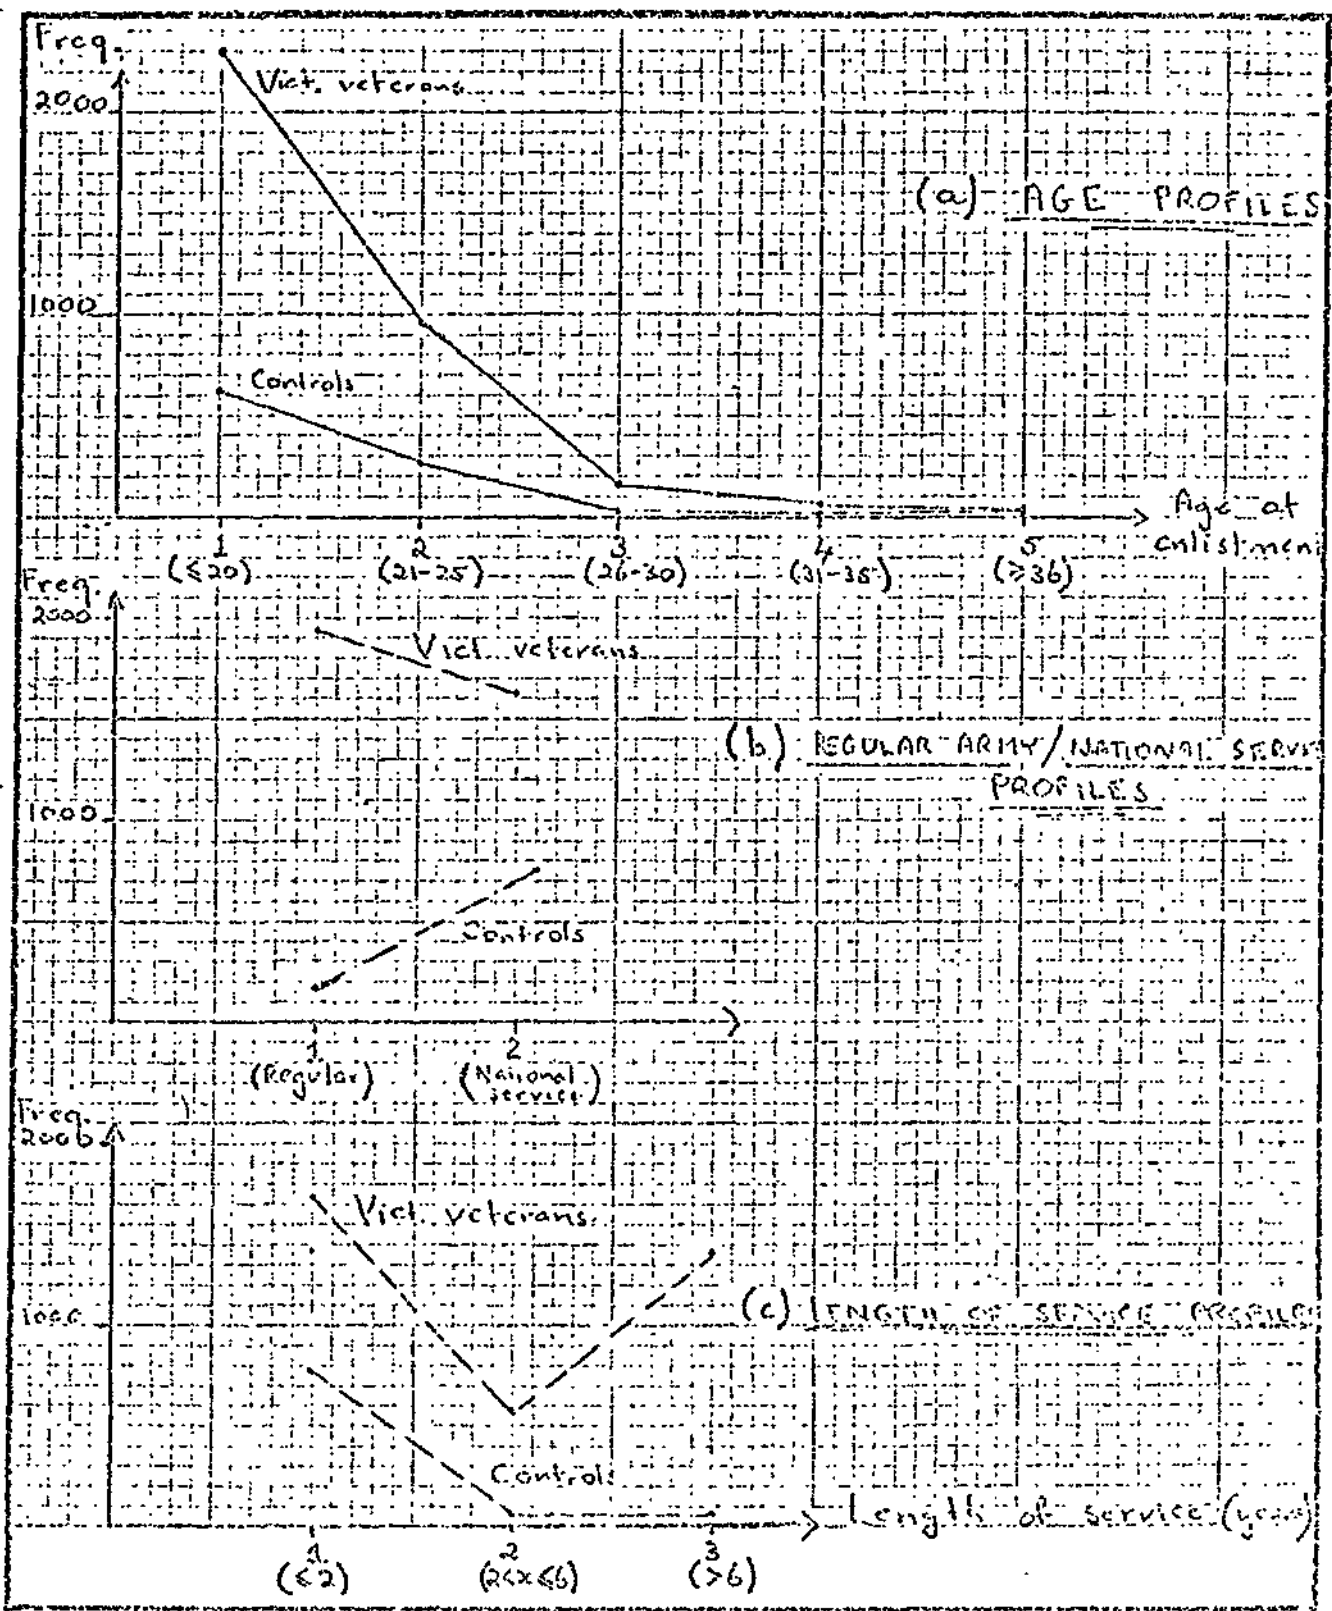 Freq.
Vict. veterans
2000
(a) AGE PROFILES
1000
Controls
Age at
enlistmen
1 2 3 4 5
(≤20) (21-25) (26-30) (31-35) (≥36)
Freq.
2000
Vict. veterans
(b) REGULAR ARMY/NATIONAL SERVI
PROFILES
1000
Controls
1 2
(Regular) (National
service)
Freq.
2000
Vict. veterans
1000
(c) LENGTH OF SERVICE PROFILES
Controls
Length of service (years)
1 2 3
(≤2) (2<x≤6) (>6)